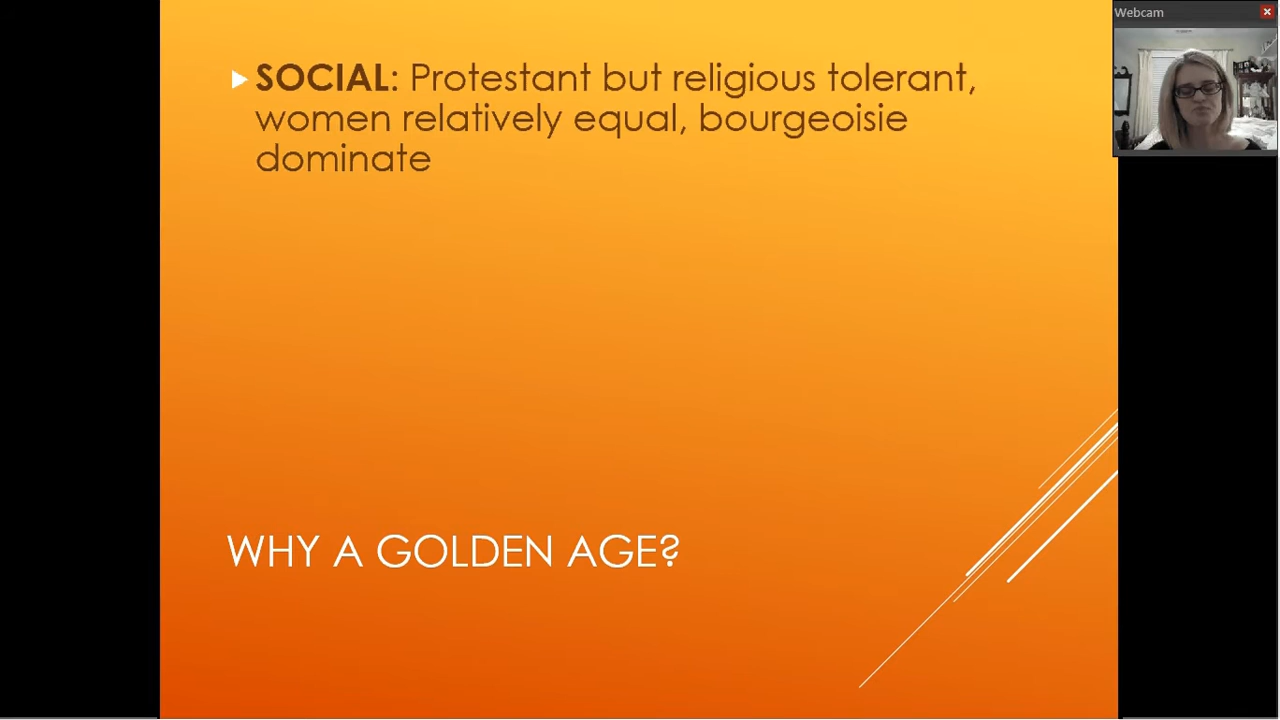 Webcam
SOCIAL: Protestant but religious tolerant,
women relatively equal, bourgeoisie
dominate
WHY A GOLDEN AGE?